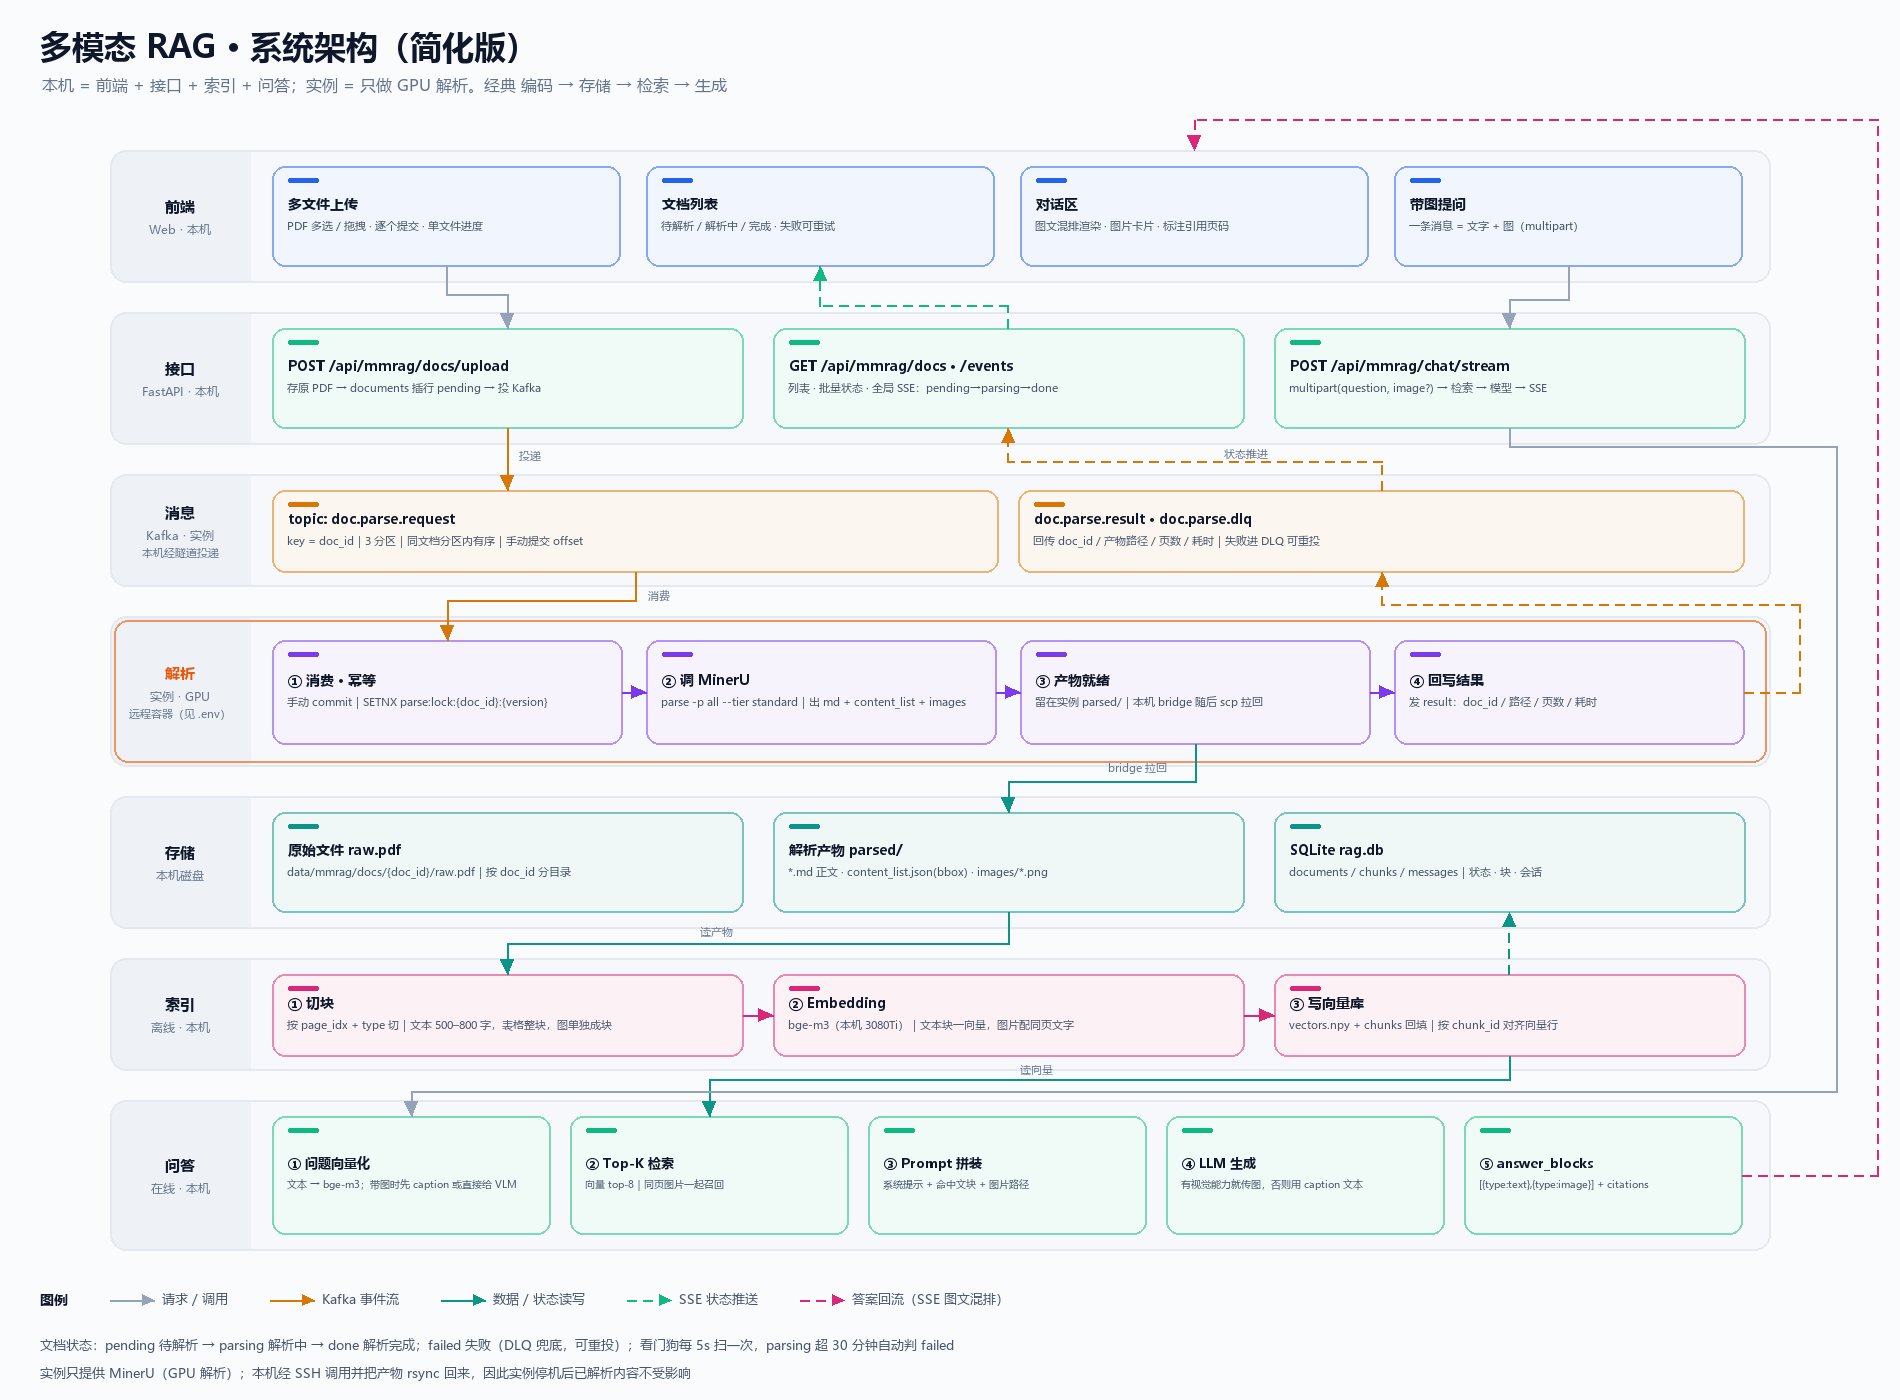 多模态 RAG • 系统架构（简化版）
本机 = 前端 + 接口 + 索引 + 问答；实例 = 只做 GPU 解析。经典 编码 → 存储 → 检索 → 生成
前端
Web · 本机
多文件上传
PDF 多选 / 拖拽 · 逐个提交 · 单文件进度
文档列表
待解析 / 解析中 / 完成 · 失败可重试
对话区
图文混排渲染 · 图片卡片 · 标注引用页码
带图提问
一条消息 = 文字 + 图（multipart）
接口
FastAPI · 本机
POST /api/mmrag/docs/upload
存原 PDF → documents 插行 pending → 投 Kafka
GET /api/mmrag/docs • /events
列表 · 批量状态 · 全局 SSE：pending→parsing→done
POST /api/mmrag/chat/stream
multipart(question, image?) → 检索 → 模型 → SSE
投递
状态推进
消息
Kafka · 实例
本机经隧道投递
topic: doc.parse.request
key = doc_id | 3 分区 | 同文档分区内有序 | 手动提交 offset
doc.parse.result • doc.parse.dlq
回传 doc_id / 产物路径 / 页数 / 耗时 | 失败进 DLQ 可重投
消费
解析
实例 · GPU
远程容器（见 .env）
① 消费 • 幂等
手动 commit | SETNX parse:lock:{doc_id}:{version}
② 调 MinerU
parse -p all --tier standard | 出 md + content_list + images
③ 产物就绪
留在实例 parsed/ | 本机 bridge 随后 scp 拉回
④ 回写结果
发 result：doc_id / 路径 / 页数 / 耗时
bridge 拉回
存储
本机磁盘
原始文件 raw.pdf
data/mmrag/docs/{doc_id}/raw.pdf | 按 doc_id 分目录
解析产物 parsed/
*.md 正文 · content_list.json(bbox) · images/*.png
SQLite rag.db
documents / chunks / messages | 状态 · 块 · 会话
读产物
索引
离线 · 本机
① 切块
按 page_idx + type 切 | 文本 500–800 字，表格整块，图单独成块
② Embedding
bge-m3（本机 3080Ti） | 文本块一向量，图片配同页文字
③ 写向量库
vectors.npy + chunks 回填 | 按 chunk_id 对齐向量行
读向量
问答
在线 · 本机
① 问题向量化
文本 → bge-m3；带图时先 caption 或直接给 VLM
② Top-K 检索
向量 top-8 | 同页图片一起召回
③ Prompt 拼装
系统提示 + 命中文块 + 图片路径
④ LLM 生成
有视觉能力就传图，否则用 caption 文本
⑤ answer_blocks
[{type:text},{type:image}] + citations
图例
请求 / 调用
Kafka 事件流
数据 / 状态读写
SSE 状态推送
答案回流（SSE 图文混排）
文档状态：pending 待解析 → parsing 解析中 → done 解析完成；failed 失败（DLQ 兜底，可重投）；看门狗每 5s 扫一次，parsing 超 30 分钟自动判 failed
实例只提供 MinerU（GPU 解析）；本机经 SSH 调用并把产物 rsync 回来，因此实例停机后已解析内容不受影响